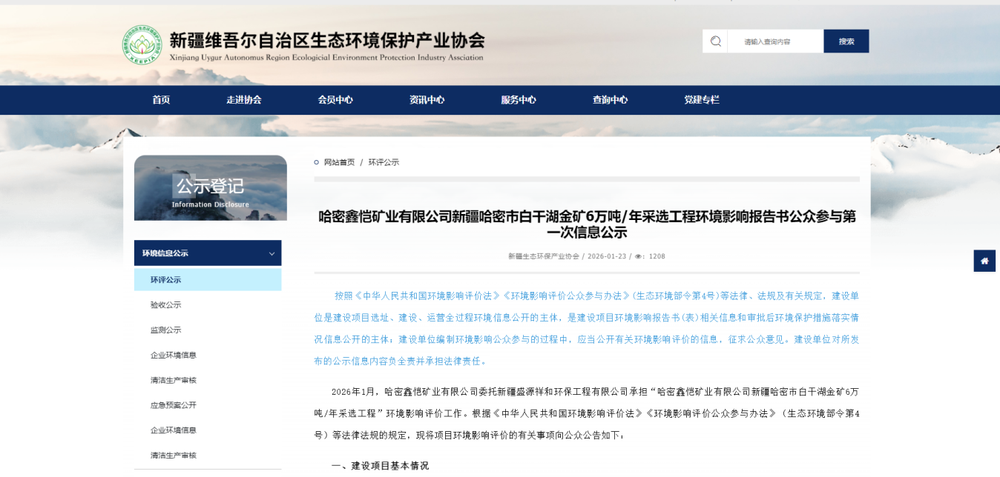 新疆维吾尔自治区生态环境保护产业协会
Xinjiang Uygur Autonomus Region Ecologicial Environment Protection Industry Assciation
XEEPIA
请输入查询内容
搜索
首页
走进协会
会员中心
资讯中心
服务中心
查询中心
党建专栏
公示登记
Information Disclosure
环境信息公示
环评公示
验收公示
监测公示
企业环境信息
清洁生产审核
应急预案公开
企业环境信息
清洁生产审核
网站首页 / 环评公示
哈密鑫恺矿业有限公司新疆哈密市白干湖金矿6万吨/年采选工程环境影响报告书公众参与第
一次信息公示
新疆生态环保产业协会 / 2026-01-23 / : 1208
按照《中华人民共和国环境影响评价法》《环境影响评价公众参与办法》(生态环境部令第4号)等法律、法规及有关规定，建设单
位是建设项目选址、建设、运营全过程环境信息公开的主体，是建设项目环境影响报告书(表)相关信息和审批后环境保护措施落实情
况信息公开的主体；建设单位编制环境影响公众参与的过程中，应当公开有关环境影响评价的信息，征求公众意见。建设单位对所发
布的公示信息内容负全责并承担法律责任。
2026年1月，哈密鑫恺矿业有限公司委托新疆盛源祥和环保工程有限公司承担“哈密鑫恺矿业有限公司新疆哈密市白干湖金矿6万
吨/年采选工程”环境影响评价工作。根据《中华人民共和国环境影响评价法》《环境影响评价公众参与办法》（生态环境部令第4
号）等法律法规的规定，现将项目环境影响评价的有关事项向公众公告如下：
一、建设项目基本情况